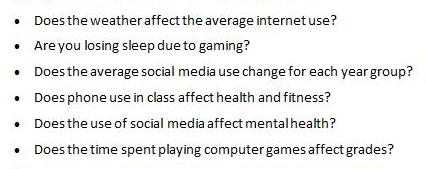 • Does the weather affect the average internet use?
• Are you losing sleep due to gaming?
• Does the average social media use change for each year group?
• Does phone use in class affect health and fitness?
• Does the use of social media affect mental health?
• Does the time spent playing computer games affect grades?